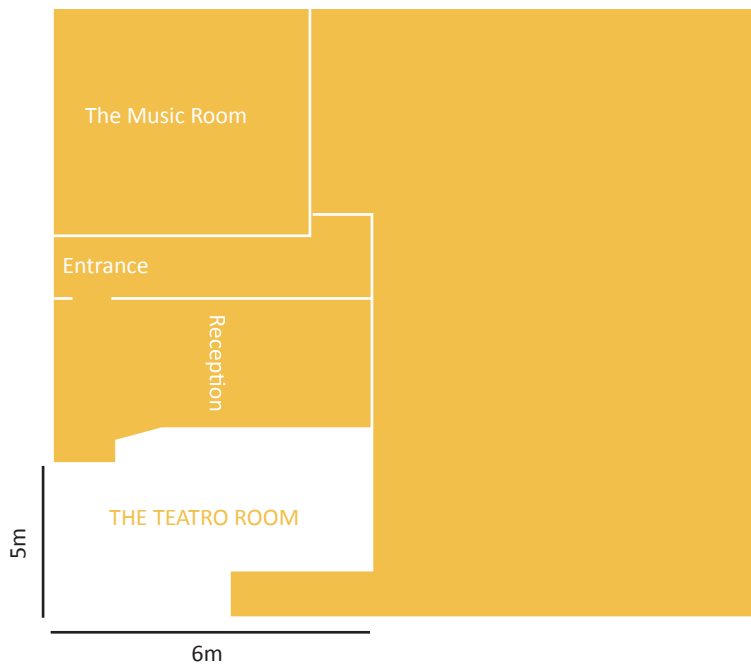 The Music Room
Entrance
Reception
THE TEATRO ROOM
5m
6m